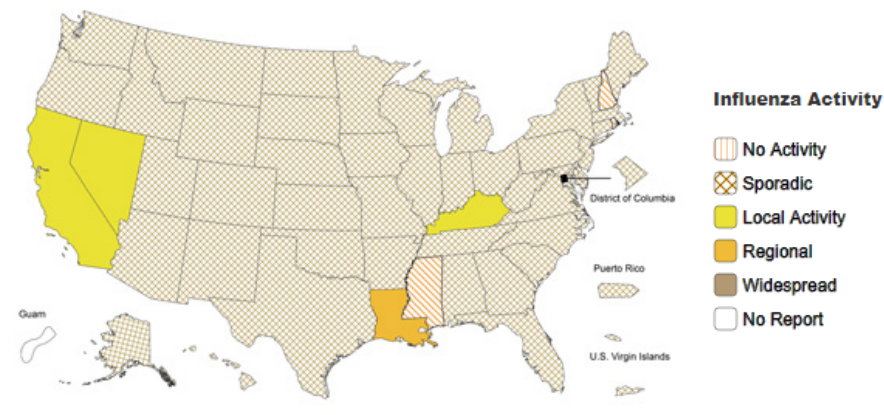 Influenza Activity
No Activity
Sporadic
Local Activity
Regional
Widespread
No Report
District of Columbia
Puerto Rico
Guam
U.S. Virgin Islands